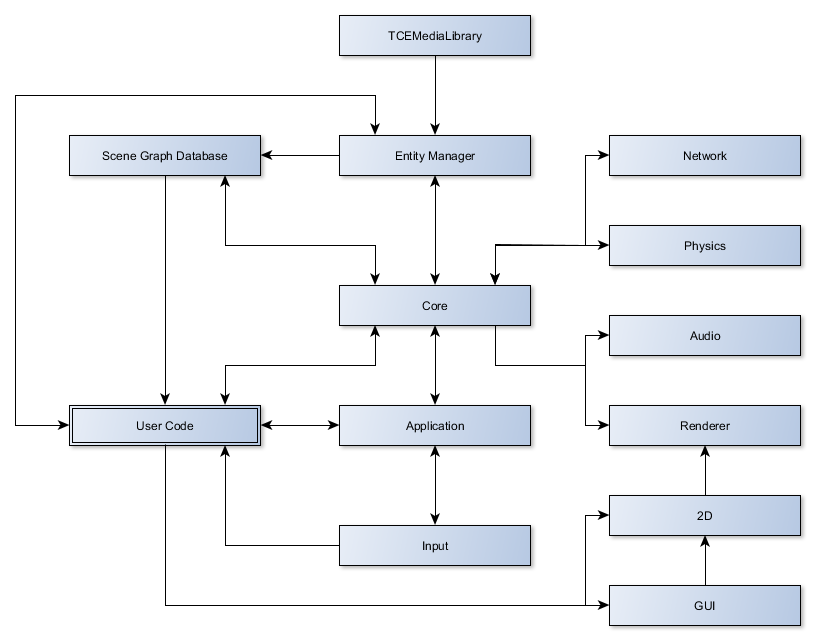 TCEMediaLibrary
Scene Graph Database
Entity Manager
Network
Physics
Core
Audio
User Code
Application
Renderer
2D
Input
GUI